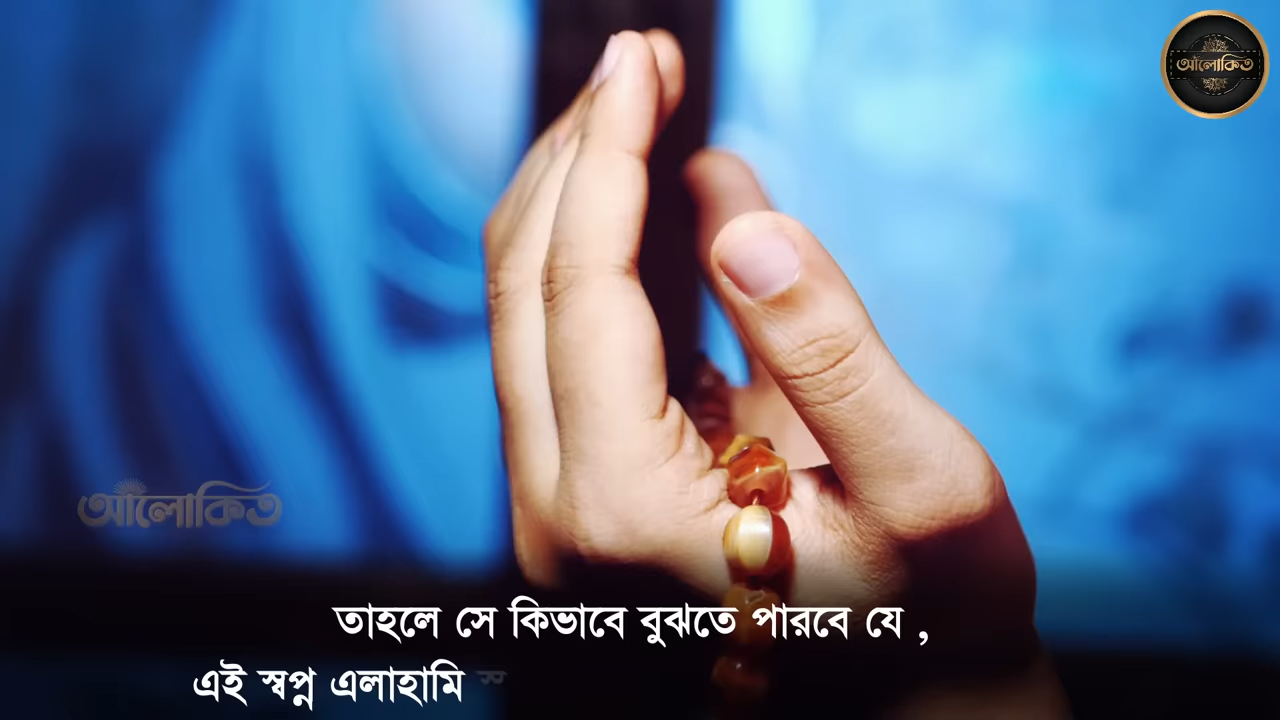 আলোকিত
আলোকিত
তাহলে সে কিভাবে বুঝতে পারবে যে ,
এই স্বপ্ন এলাহামি